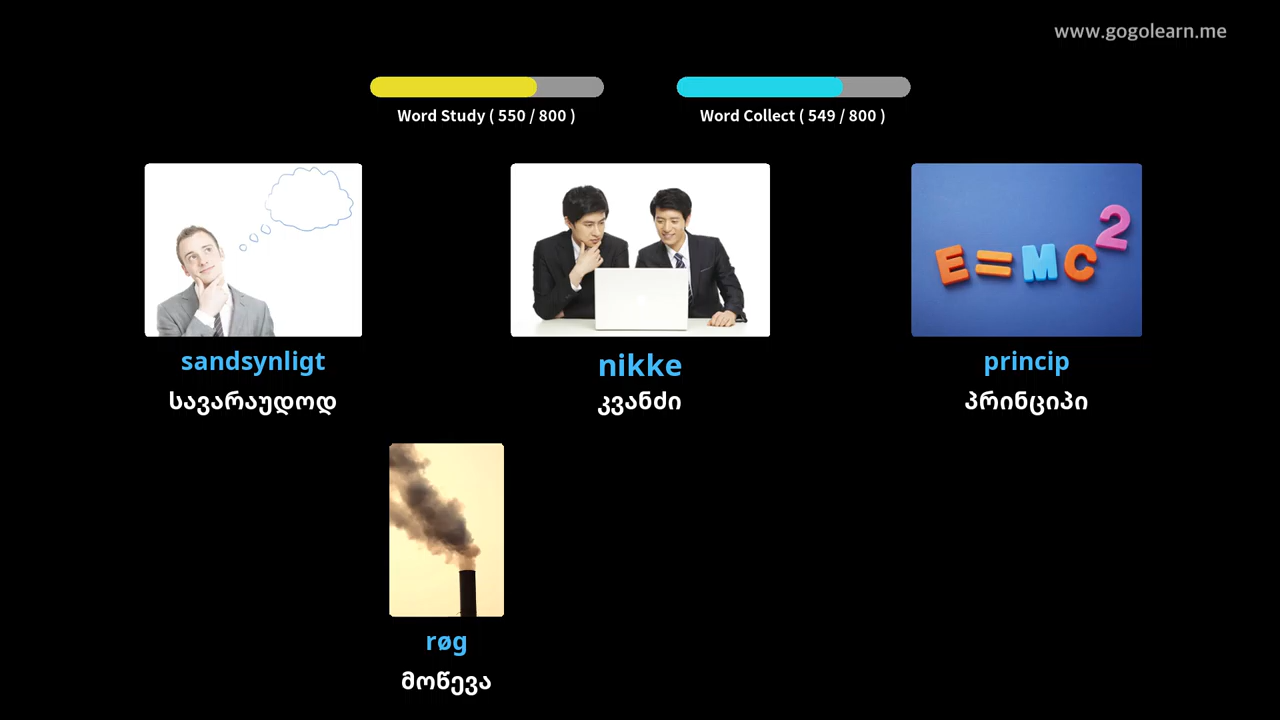 www.gogolearn.me
Word Study ( 550 / 800 )
Word Collect ( 549 / 800 )
E=MC2
sandsynligt
nikke
princip
სავარაუდოდ
კვანძი
პრინციპი
røg
მოწევა